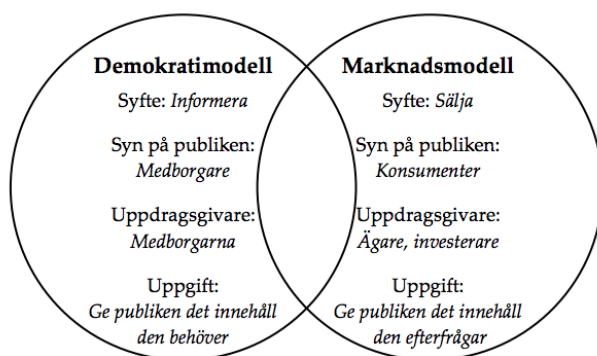 Demokratimodell
Syfte: Informera
Syn på publiken:
Medborgare
Uppdragsgivare:
Medborgarna
Uppgift:
Ge publiken det innehåll
den behöver
Marknadsmodell
Syfte: Sälja
Syn på publiken:
Konsumenter
Uppdragsgivare:
Ägare, investerare
Uppgift:
Ge publiken det innehåll
den efterfrågar